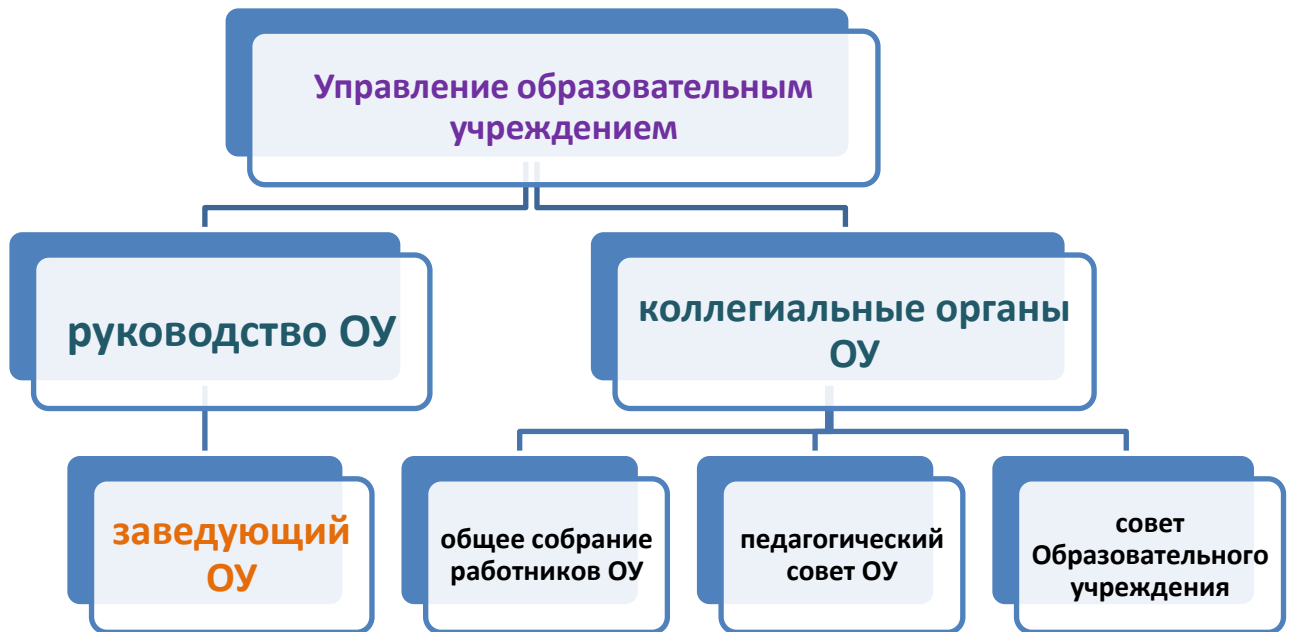 Управление образовательным
учреждением
руководство ОУ
коллегиальные органы
ОУ
заведующий
ОУ
общее собрание
работников ОУ
педагогический
совет ОУ
совет
Образовательного
учреждения